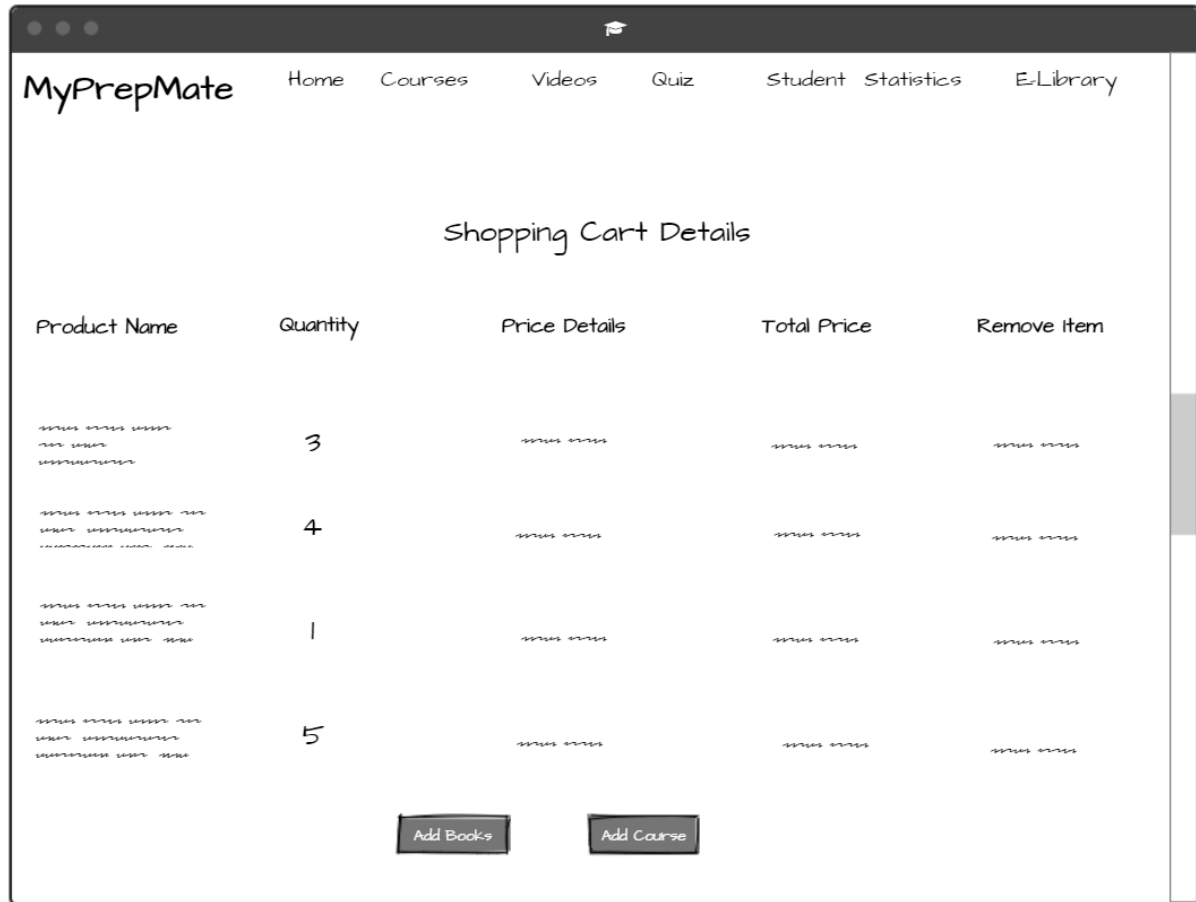 MyPrepMate Home Courses Videos Quiz Student Statistics E-Library
Shopping Cart Details
Product Name Quantity Price Details Total Price Remove Item
3
4
1
5
Add Books Add Course